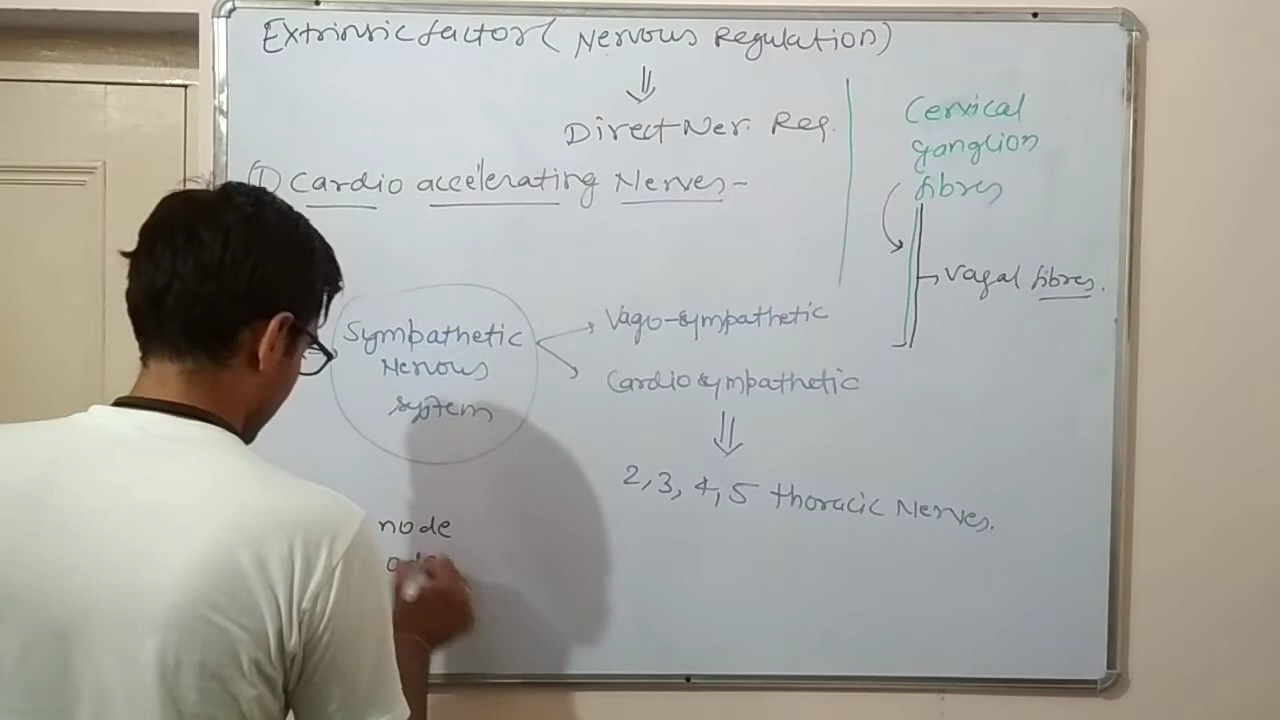 Extrinsic factor ( Nervous Regulation)
⇓
Direct Ner. Reg.
① Cardio accelerating Nerves-
Cervical
ganglion
fibres
Vagal fibres.
Sympathetic
Nervous
system
Vago-sympathetic
Cardio sympathetic
⇓
2,3,4,5 thoracic Nerves.
node